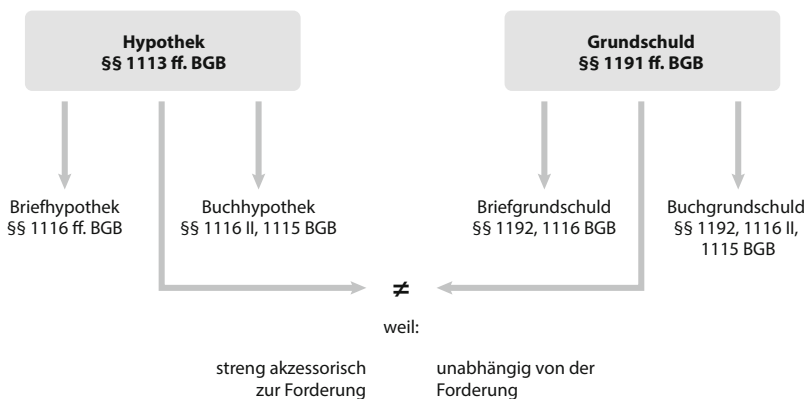 Hypothek
§§ 1113 ff. BGB
Grundschuld
§§ 1191 ff. BGB
Briefhypothek
§§ 1116 ff. BGB
Buchhypothek
§§ 1116 II, 1115 BGB
Briefgrundschuld
§§ 1192, 1116 BGB
Buchgrundschuld
§§ 1192, 1116 II,
1115 BGB
≠
weil:
streng akzessorisch
zur Forderung
unabhängig von der
Forderung